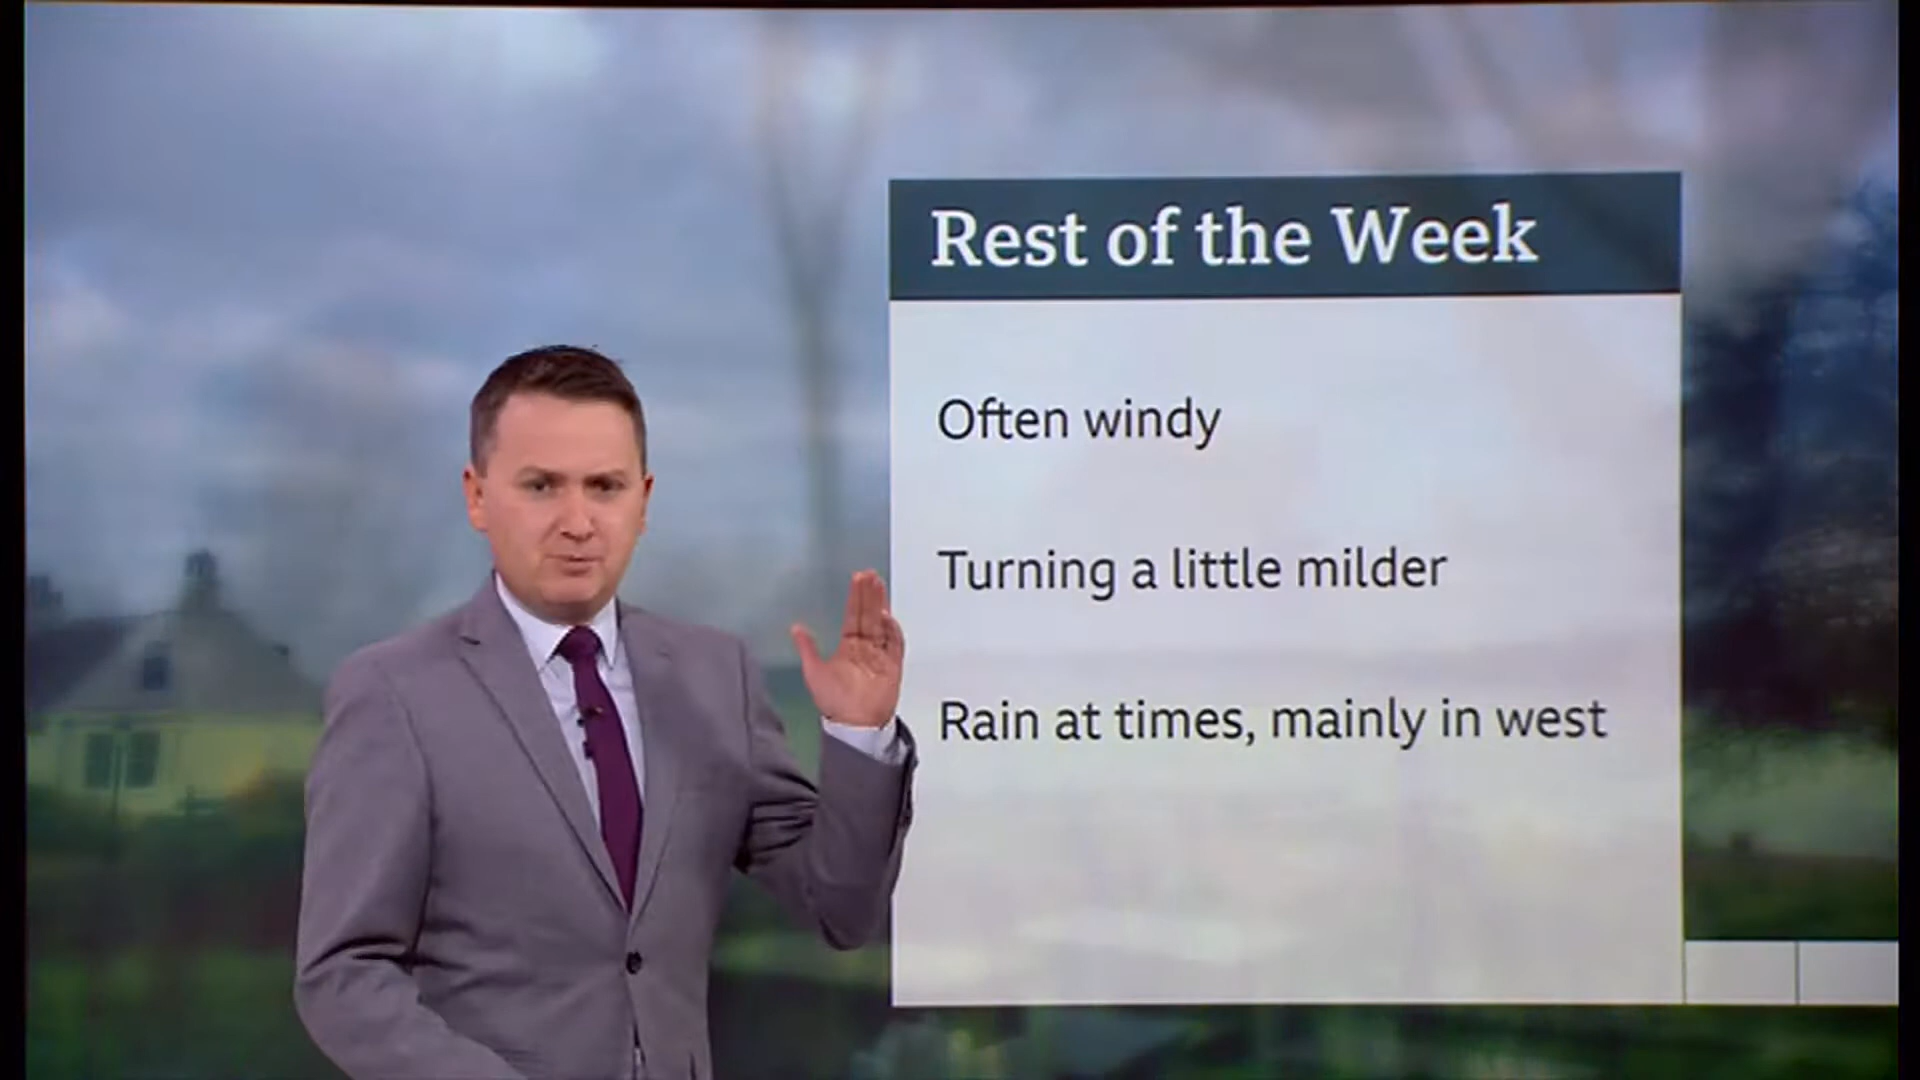 Rest of the Week
Often windy
Turning a little milder
Rain at times, mainly in west